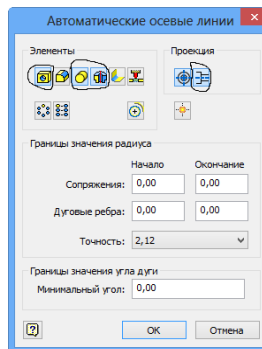 Автоматические осевые линии
Элементы
Проекция
Границы значения радиуса
Начало Окончание
Сопряжения: 0,00 0,00
Дуговые ребра: 0,00 0,00
Точность: 2,12
Границы значения угла дуги
Минимальный угол: 0,00
OK Отмена